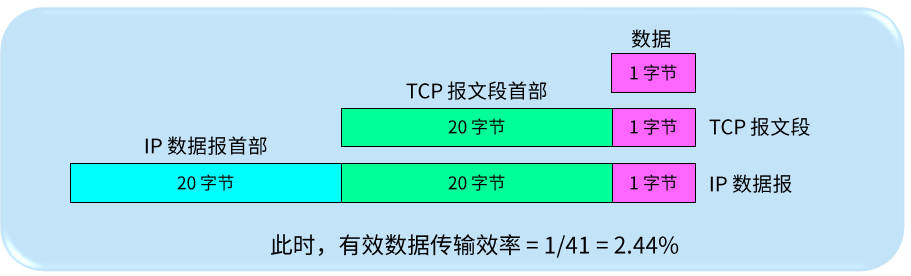 数据
1 字节
TCP 报文段首部
20 字节
1 字节
TCP 报文段
IP 数据报首部
20 字节
20 字节
1 字节
IP 数据报
此时，有效数据传输效率 = 1/41 = 2.44%